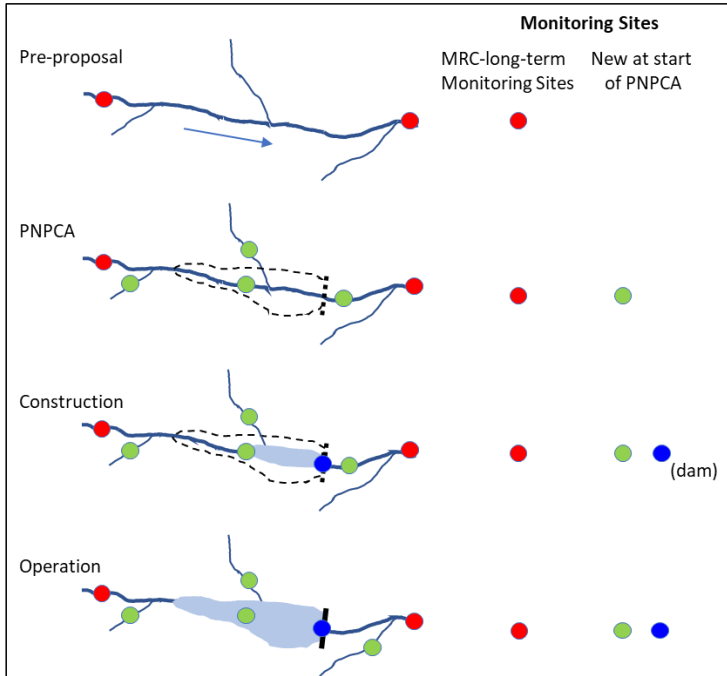 Monitoring Sites
Pre-proposal
MRC-long-term New at start
Monitoring Sites of PNPCA
PNPCA
Construction
(dam)
Operation